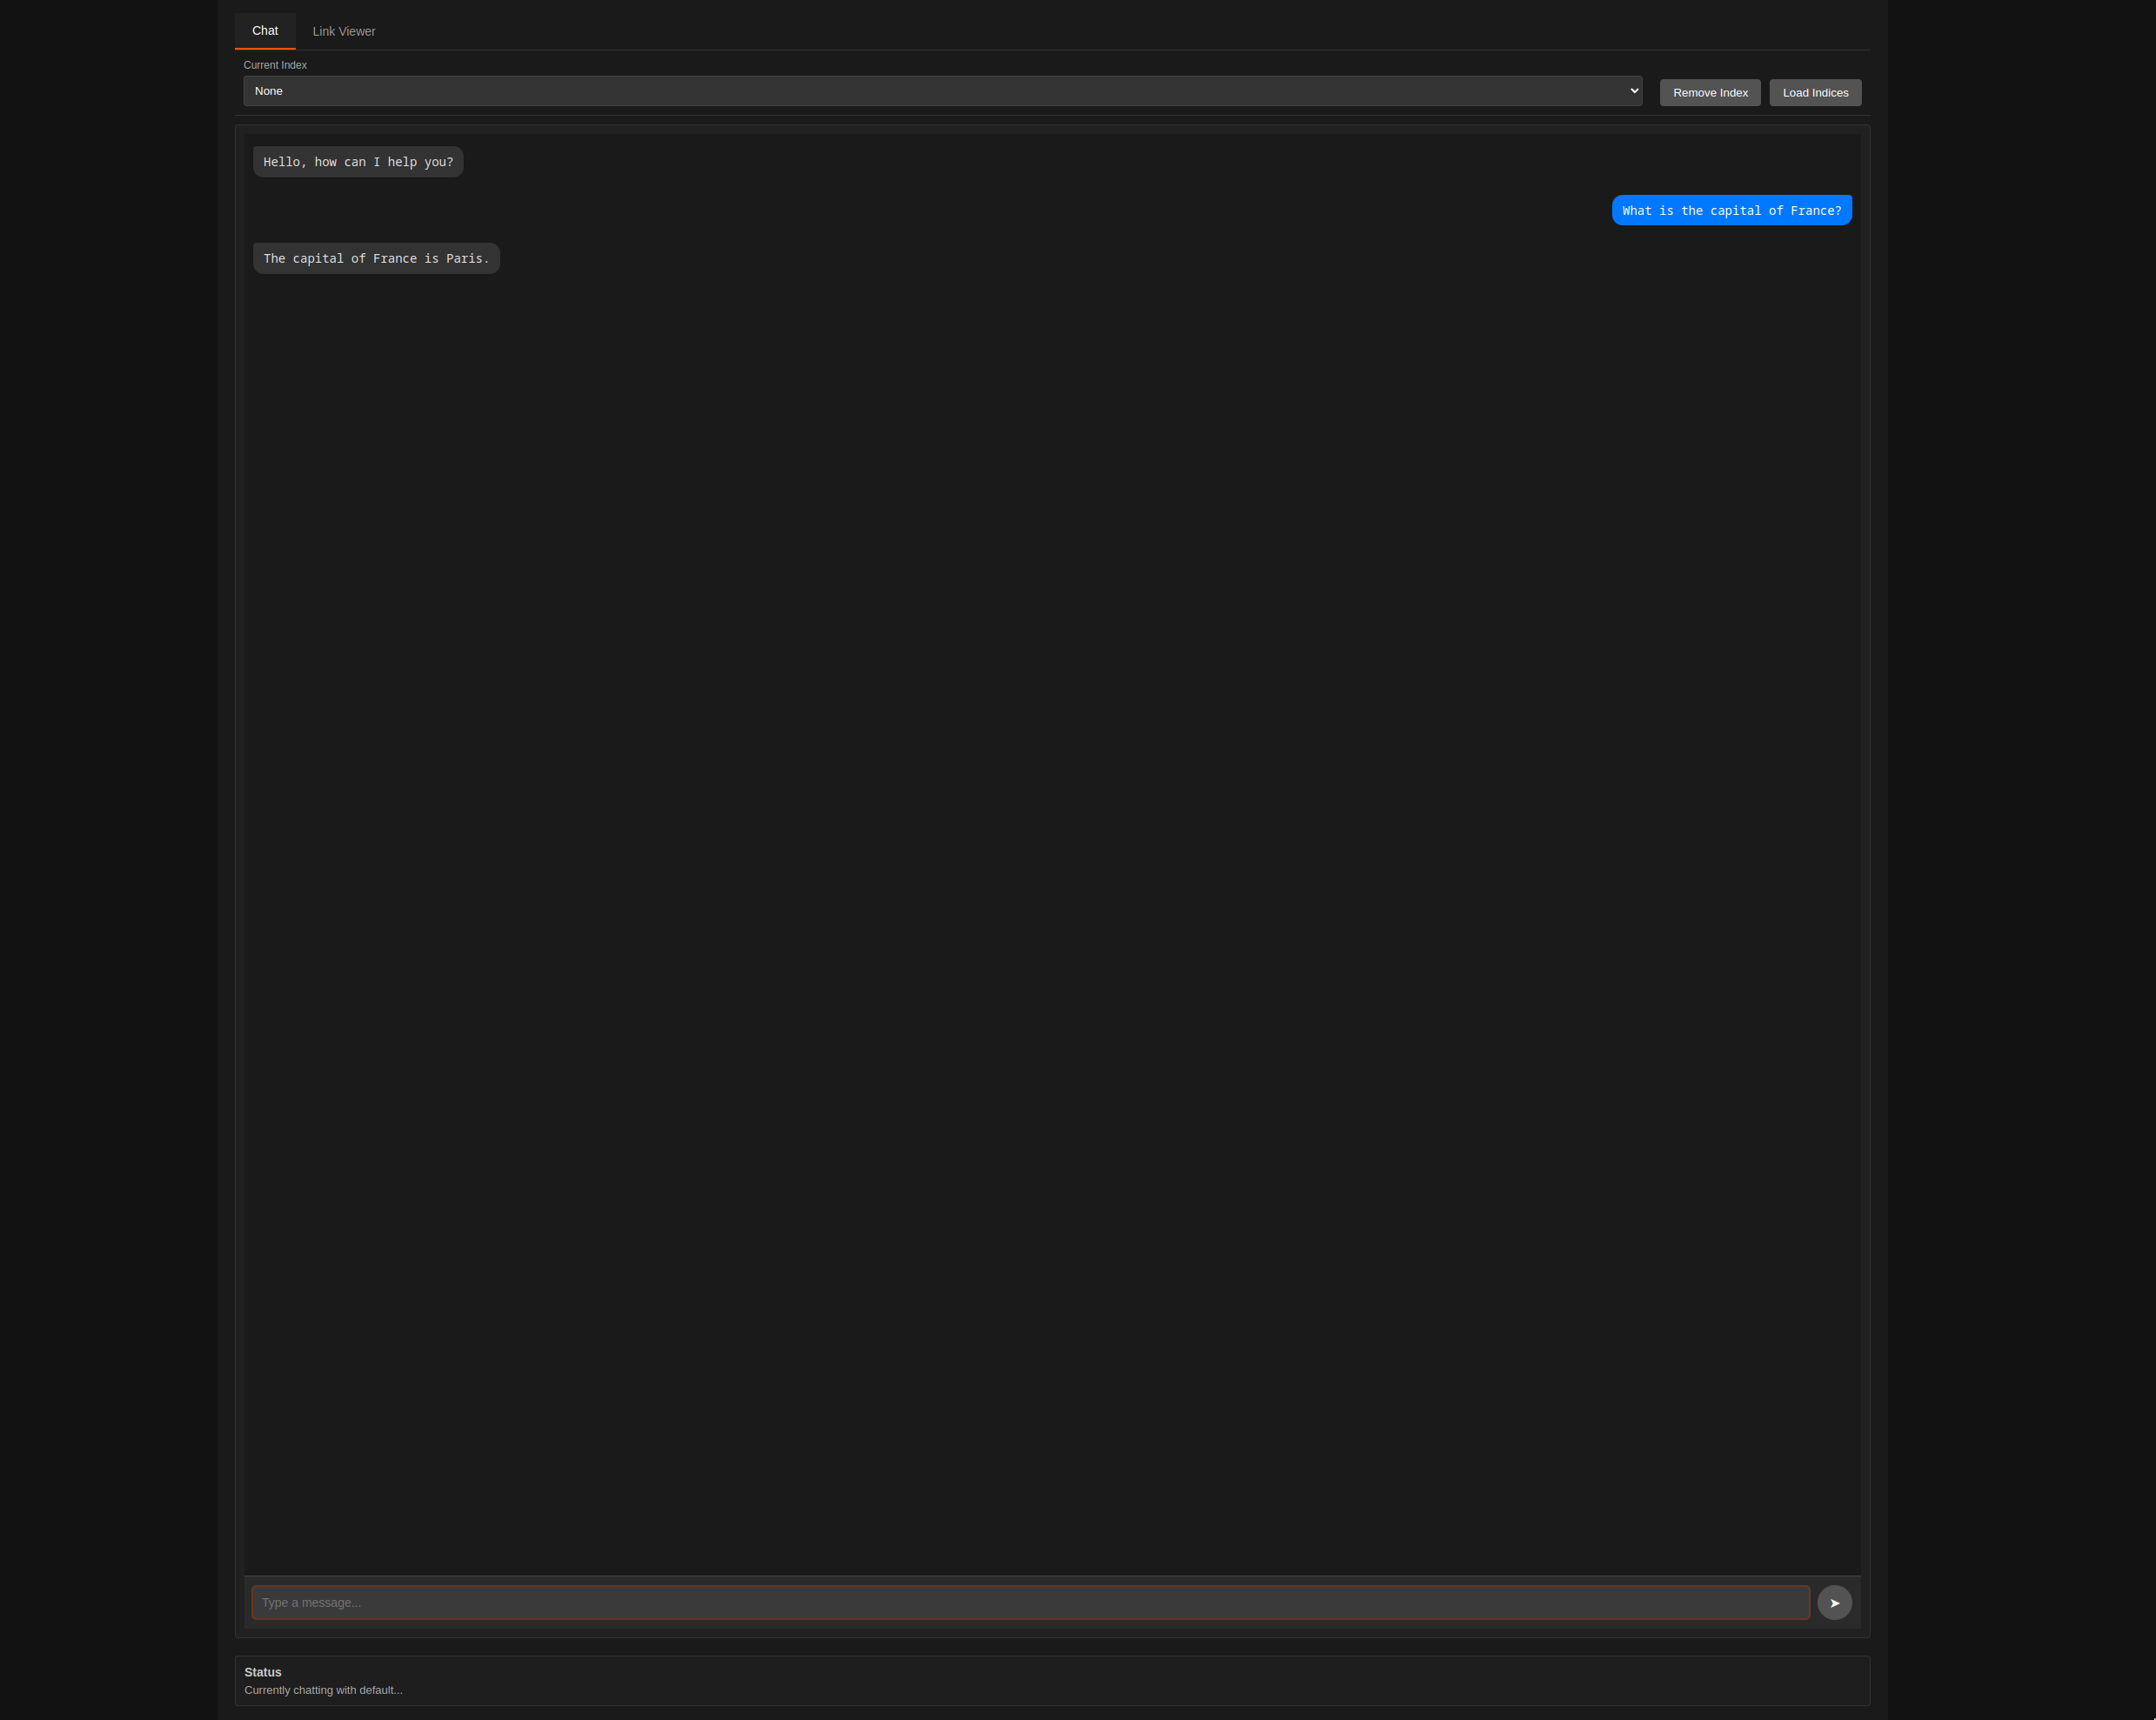 Chat
Link Viewer
Current Index
None
Remove Index
Load Indices
Hello, how can I help you?
What is the capital of France?
The capital of France is Paris.
Type a message...
Status
Currently chatting with default...